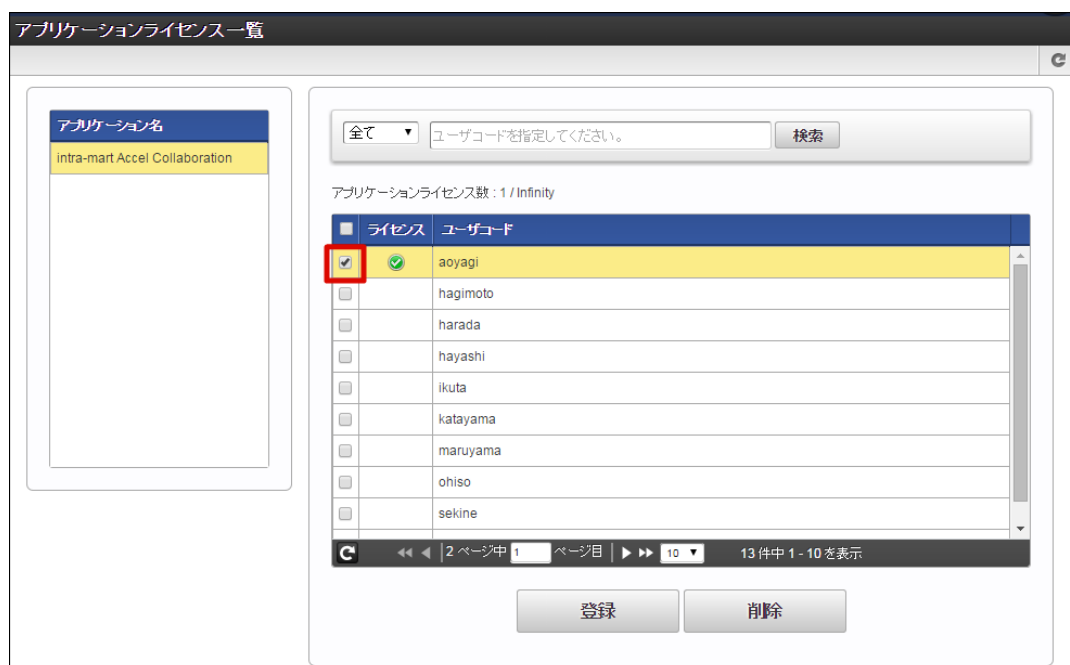 アプリケーションライセンス一覧
アプリケーション名
intra-mart Accel Collaboration
全て ユーザコードを指定してください。 検索
アプリケーションライセンス数 : 1 / Infinity
ライセンス ユーザコード
aoyagi
hagimoto
harada
hayashi
ikuta
katayama
maruyama
ohiso
sekine
2 ページ中 1 ページ目 10 13 件中 1 - 10 を表示
登録 削除